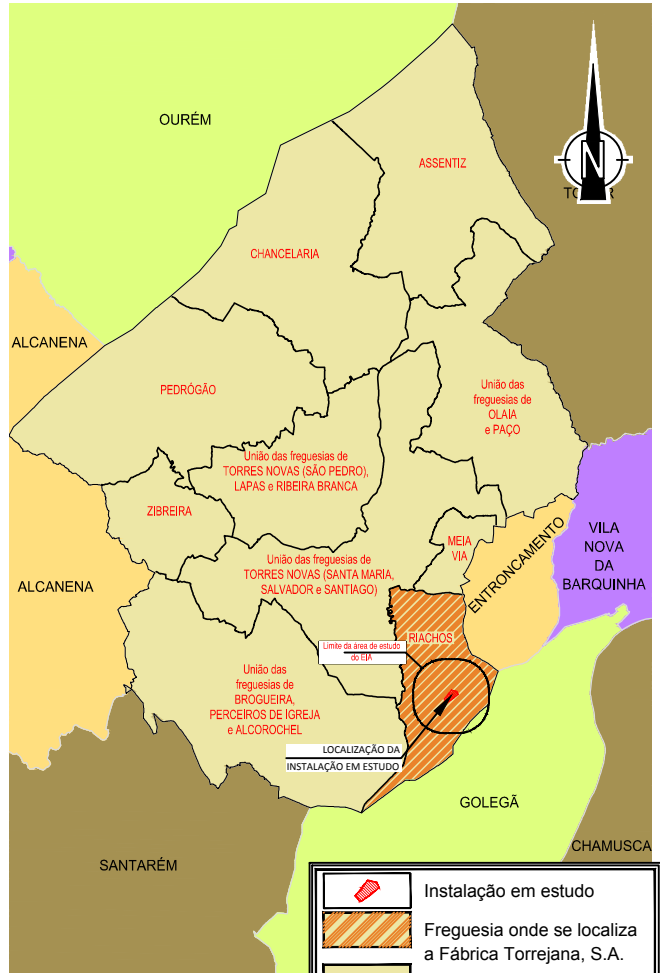 OURÉM
ASSENTIZ
N
CHANCELARIA
ALCANENA
PEDRÓGÃO
União das
freguesias de
OLAIA
e PAÇO
União das freguesias de
TORRES NOVAS (SÃO PEDRO),
LAPAS e RIBEIRA BRANCA
ZIBREIRA
MEIA
VIA
ENTRONCAMENTO
VILA
NOVA
DA
BARQUINHA
ALCANENA
União das freguesias de
TORRES NOVAS (SANTA MARIA,
SALVADOR e SANTIAGO)
RIACHOS
Limite da área de estudo
do EIA
União das
freguesias de
BROGUEIRA,
PERCEIROS DE IGREJA
e ALCOROCHEL
LOCALIZAÇÃO DA
INSTALAÇÃO EM ESTUDO
GOLEGÃ
CHAMUSCA
SANTARÉM
Instalação em estudo
Freguesia onde se localiza
a Fábrica Torrejana, S.A.